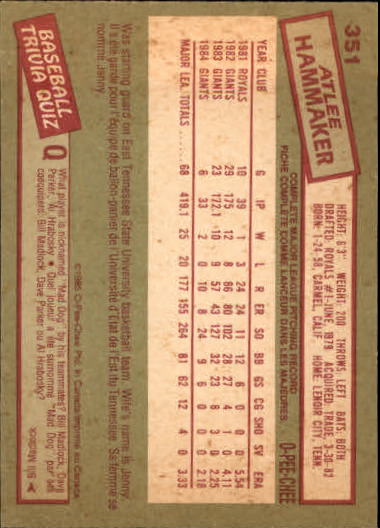 351
ATLEE
HAMMAKER
HEIGHT: 6'3" WEIGHT: 200 THROWS: LEFT BATS: BOTH
DRAFTED: ROYALS #1-JUNE, 1979 ACQUIRED: TRADE, 3-30-82
BORN: 1-24-58, CARMEL, CALIF. HOME: LENOIR CITY, TENN.
COMPLETE MAJOR LEAGUE PITCHING RECORD
FICHE COMPLETE COMME LANCEUR DANS LES MAJEURES
O-PEE-CHEE
YEAR CLUB G IP W L R ER SO BB GS CG SHO SV ERA
1981 ROYALS 10 39 1 3 24 24 11 12 6 0 0 0 5.54
1982 GIANTS 29 175 12 8 86 80 102 28 27 4 1 0 4.11
1983 GIANTS 23 172.1 10 9 57 43 127 32 23 8 3 0 2.25
1984 GIANTS 6 33 2 0 10 8 24 9 6 0 0 0 2.18
MAJOR LEA. TOTALS 68 419.1 25 20 177 155 264 81 62 12 4 0 3.33
Was starting guard on East Tennessee State University basketball team. Wife's name is Jenny.
Il s'est élé garde pour l'équipe de ballon-panier de l'Université d'Etat de l'Est du Tennessee. Sa femme se
nomme Jenny.
©1985 O-Pee-Chee Ptd. in Canada-Imprimé au Canada
BASEBALL
TRIVIA QUIZ
Q What player is nicknamed "Mad Dog" by his teammates? Bill Madlock, Dave
Parker, Al Hrabosky • Quel joueur a été surnommé "Mad Dog" par ses
coéquipiers: Bill Madlock, Dave Parker ou Al Hrabosky?
A Bill Madlock.